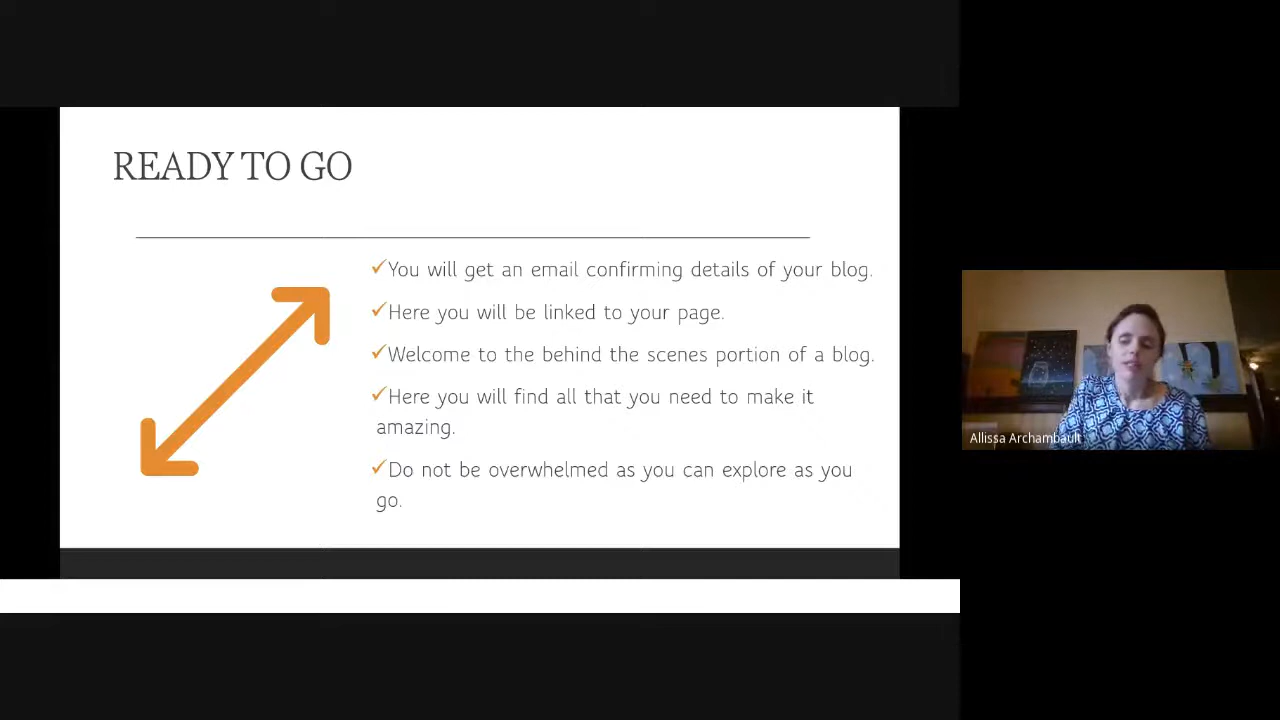 READY TO GO
✓You will get an email confirming details of your blog.
✓Here you will be linked to your page.
✓Welcome to the behind the scenes portion of a blog.
✓Here you will find all that you need to make it
amazing.
✓Do not be overwhelmed as you can explore as you
go.
Allissa Archambault